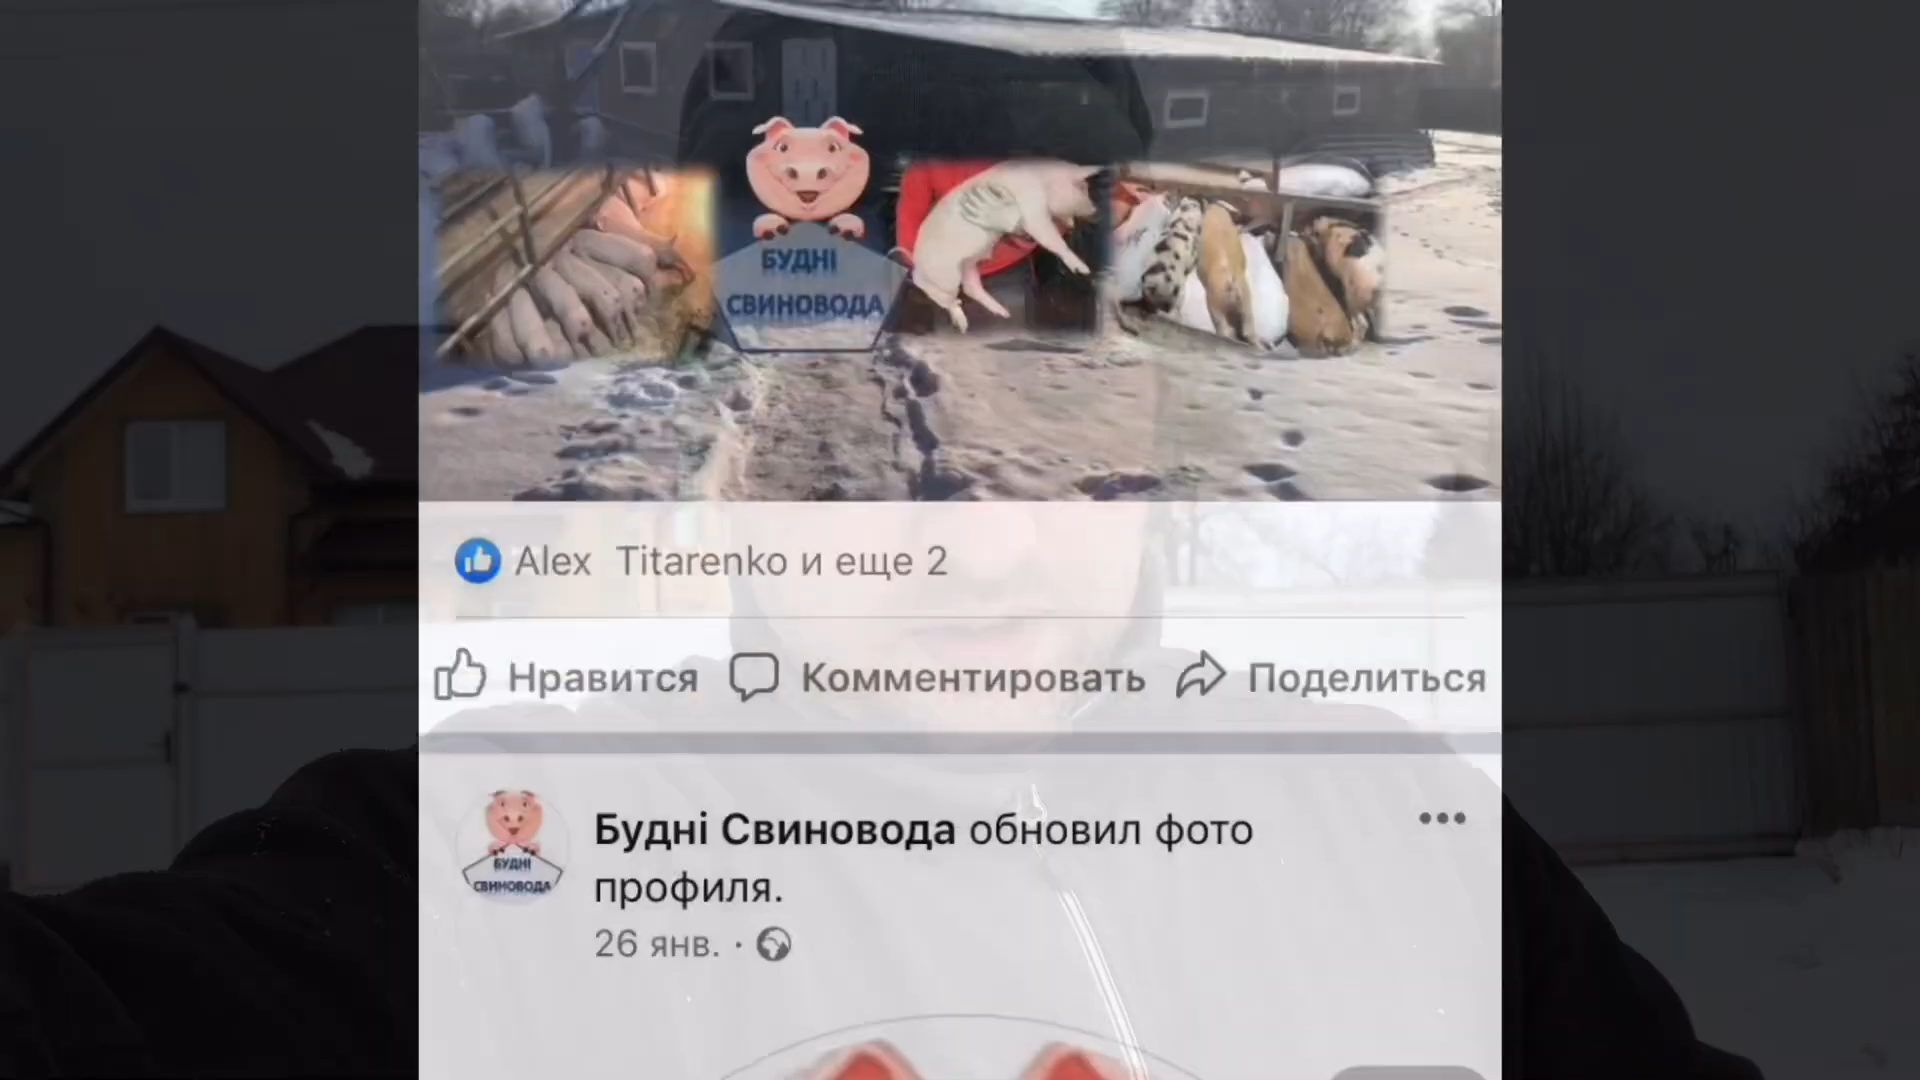 БУДНІ
СВИНОВОДА
Alex Titarenko и еще 2
Нравится Комментировать Поделиться
Будні Свиновода обновил фото
профиля.
26 янв. ·
БУДНІ
СВИНОВОДА